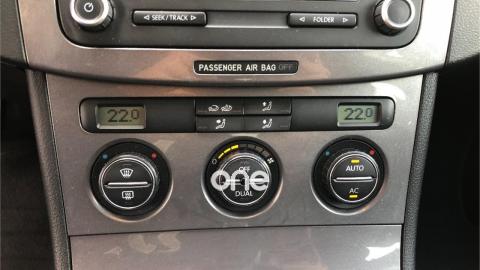 SEEK / TRACK
FOLDER
PASSENGER AIR BAG OFF
22.0
22.0
OFF
AUTO
one
DUAL
AC